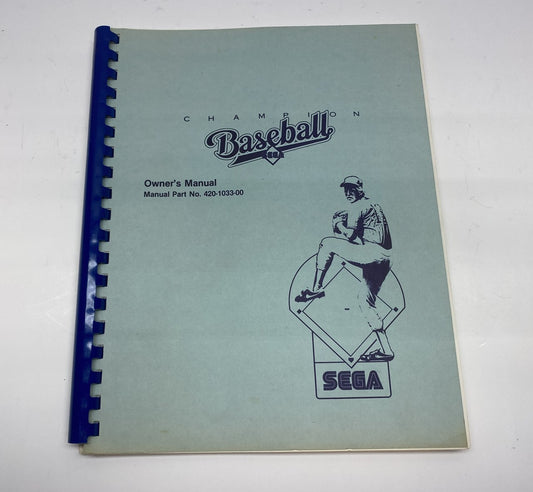 CHAMPION
Baseball
SEGA
Owner's Manual
Manual Part No. 420-1033-00
SEGA